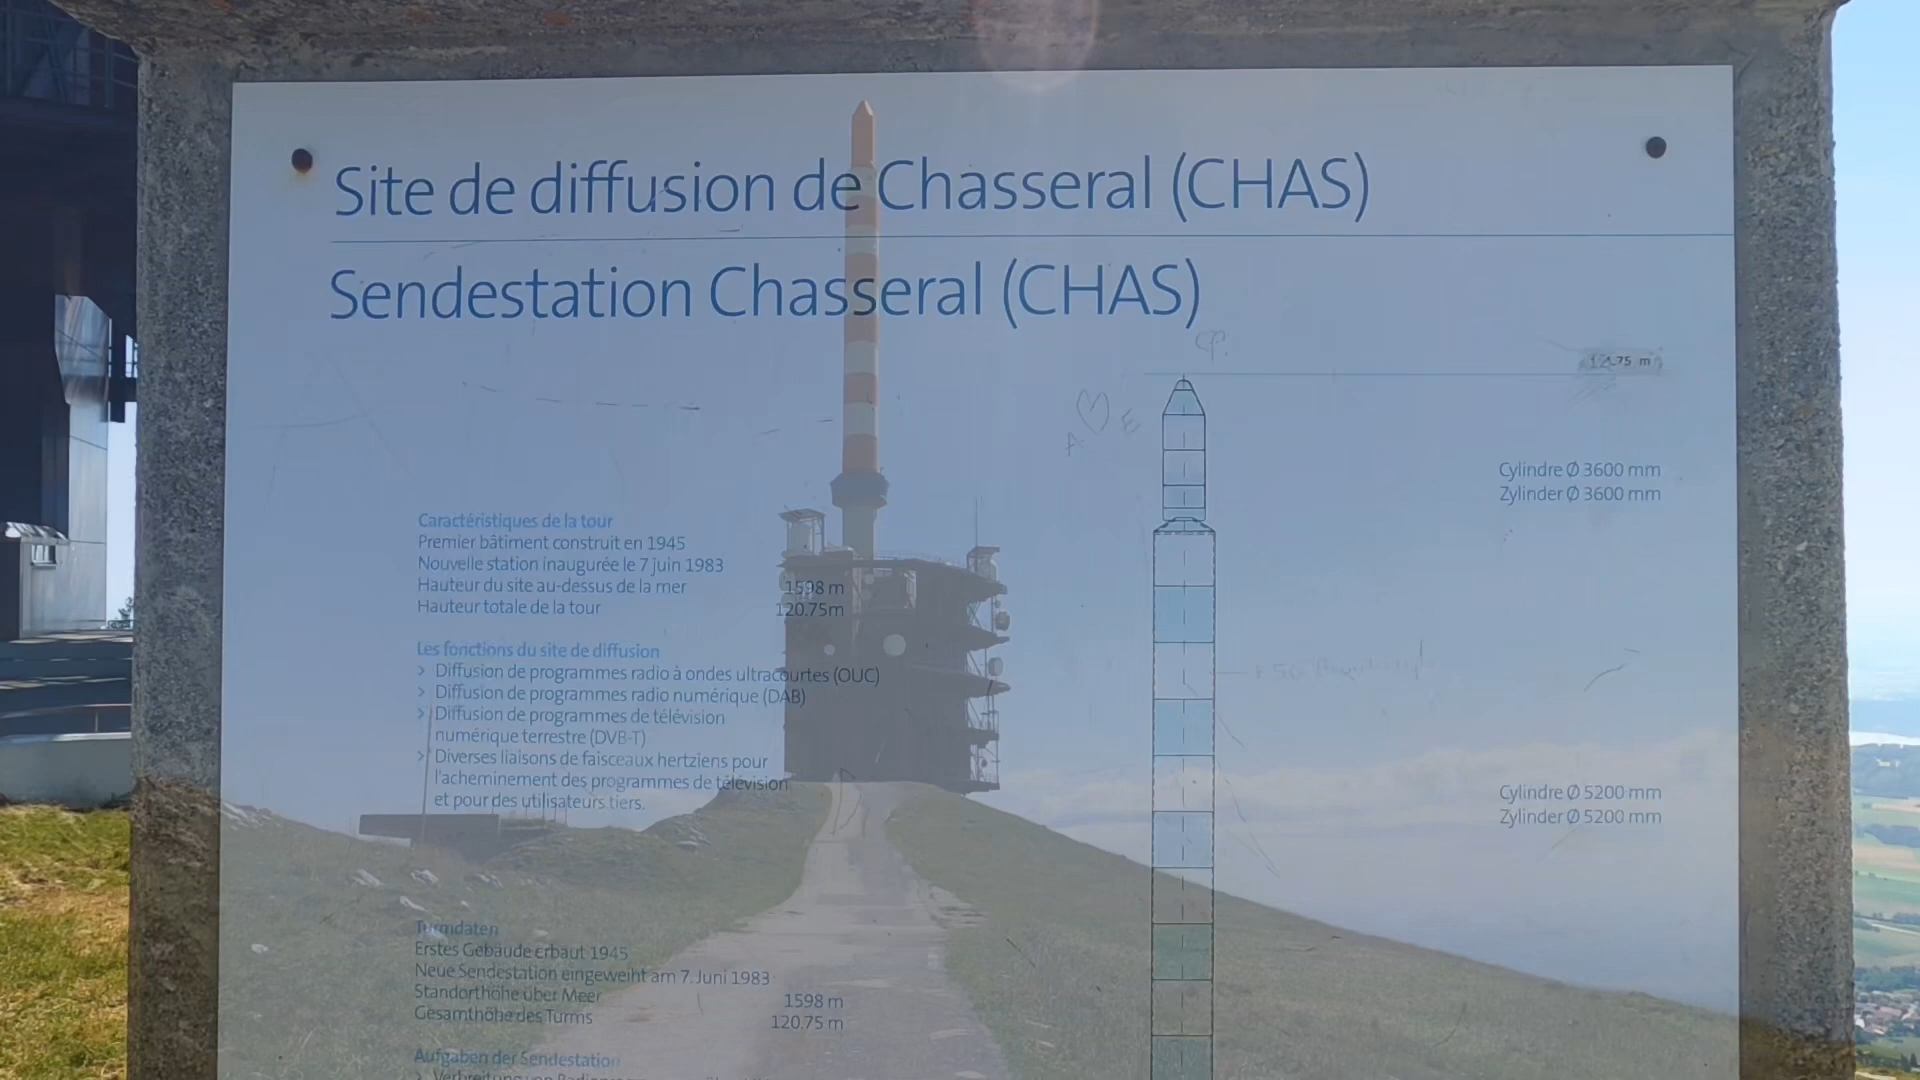 Site de diffusion de Chasseral (CHAS)
Sendestation Chasseral (CHAS)
CP.
A E
Cylindre Ø 3600 mm
Zylinder Ø 3600 mm
Caractéristiques de la tour
Premier bâtiment construit en 1945
Nouvelle station inaugurée le 7 juin 1983
Hauteur du site au-dessus de la mer 1598 m
Hauteur totale de la tour 120.75m
Les fonctions du site de diffusion
> Diffusion de programmes radio à ondes ultracourtes (OUC)
> Diffusion de programmes radio numérique (DAB)
> Diffusion de programmes de télévision
numérique terrestre (DVB-T)
> Diverses liaisons de faisceaux hertziens pour
l'acheminement des programmes de télévision
et pour des utilisateurs tiers.
Cylindre Ø 5200 mm
Zylinder Ø 5200 mm
Turmdaten
Erstes Gebäude erbaut 1945
Neue Sendestation eingeweiht am 7. Juni 1983
Standorthöhe über Meer 1598 m
Gesamthöhe des Turms 120.75 m
Aufgaben der Sendestation